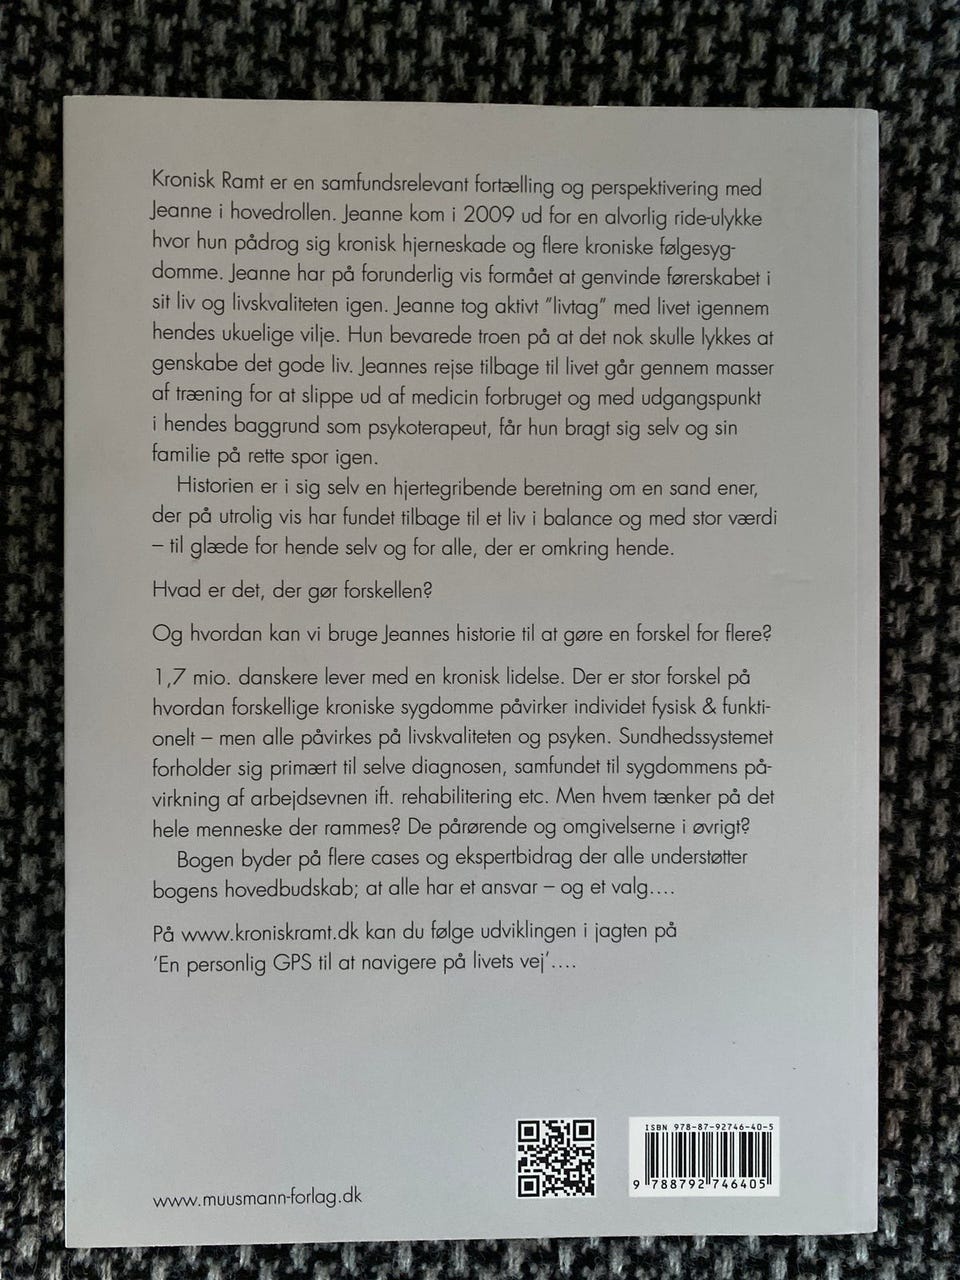 Kronisk Ramt er en samfundsrelevant fortælling og perspektivering med
Jeanne i hovedrollen. Jeanne kom i 2009 ud for en alvorlig ride-ulykke
hvor hun pådrog sig kronisk hjerneskade og flere kroniske følgesyg-
domme. Jeanne har på forunderlig vis formået at genvinde førerskabet i
sit liv og livskvaliteten igen. Jeanne tog aktivt "livtag" med livet igennem
hendes ukuelige vilje. Hun bevarede troen på at det nok skulle lykkes at
genskabe det gode liv. Jeannes rejse tilbage til livet går gennem masser
af træning for at slippe ud af medicin forbruget og med udgangspunkt
i hendes baggrund som psykoterapeut, får hun bragt sig selv og sin
familie på rette spor igen.
Historien er i sig selv en hjertegribende beretning om en sand ener,
der på utrolig vis har fundet tilbage til et liv i balance og med stor værdi
– til glæde for hende selv og for alle, der er omkring hende.
Hvad er det, der gør forskellen?
Og hvordan kan vi bruge Jeannes historie til at gøre en forskel for flere?
1,7 mio. danskere lever med en kronisk lidelse. Der er stor forskel på
hvordan forskellige kroniske sygdomme påvirker individet fysisk & funkti-
onelt – men alle påvirkes på livskvaliteten og psyken. Sundhedssystemet
forholder sig primært til selve diagnosen, samfundet til sygdommens på-
virkning af arbejdsevnen ift. rehabilitering etc. Men hvem tænker på det
hele menneske der rammes? De pårørende og omgivelserne i øvrigt?
Bogen byder på flere cases og ekspertbidrag der alle understøtter
bogens hovedbudskab; at alle har et ansvar – og et valg....
På www.kroniskramt.dk kan du følge udviklingen i jagten på
'En personlig GPS til at navigere på livets vej'....
www.muusmann-forlag.dk
ISBN 978-87-92746-40-5
9 788792 746405